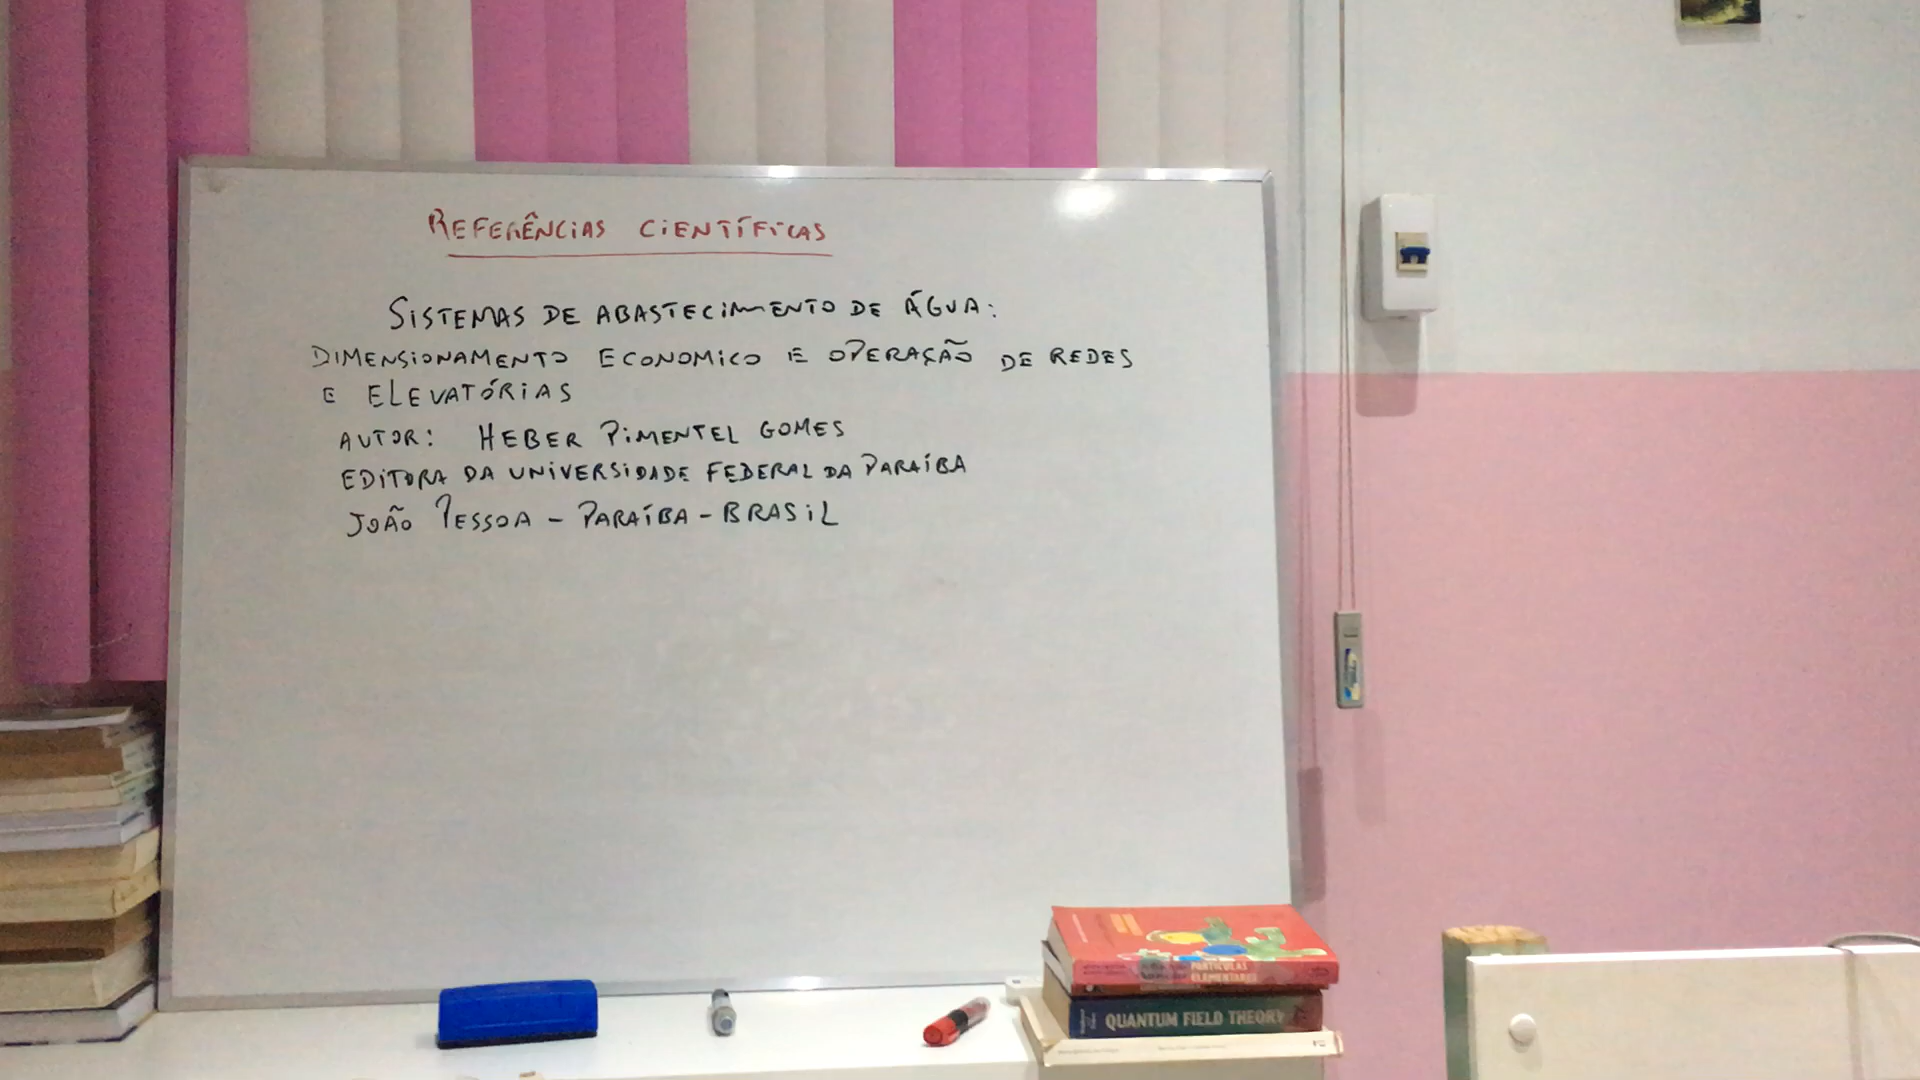 REFERÊNCIAS CIENTÍFICAS
SISTEMAS DE ABASTECIMENTO DE ÁGUA:
DIMENSIONAMENTO ECONOMICO E OPERAÇÃO DE REDES
E ELEVATÓRIAS
AUTOR: HEBER PIMENTEL GOMES
EDITORA DA UNIVERSIDADE FEDERAL DA PARAÍBA
JOÃO PESSOA - PARAÍBA - BRASIL
PARTÍCULAS
ELEMENTARES
QUANTUM FIELD THEORY